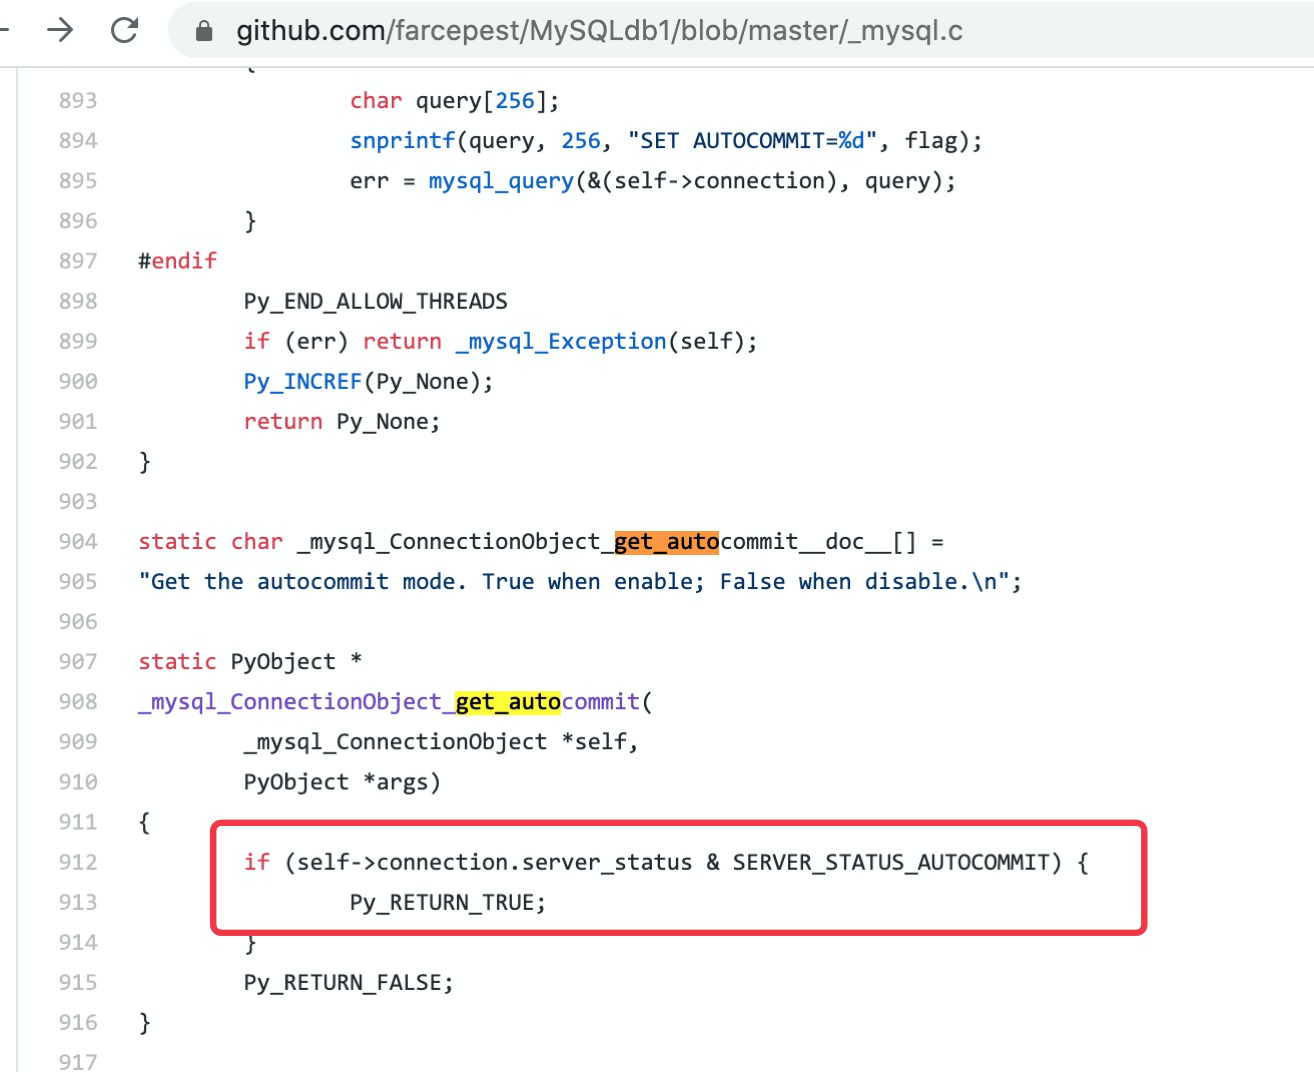 github.com/farcepest/MySQLdb1/blob/master/_mysql.c
{
893 char query[256];
894 snprintf(query, 256, "SET AUTOCOMMIT=%d", flag);
895 err = mysql_query(&(self->connection), query);
896 }
897 #endif
898 Py_END_ALLOW_THREADS
899 if (err) return _mysql_Exception(self);
900 Py_INCREF(Py_None);
901 return Py_None;
902 }
903
904 static char _mysql_ConnectionObject_get_autocommit__doc__[] =
905 "Get the autocommit mode. True when enable; False when disable.\n";
906
907 static PyObject *
908 _mysql_ConnectionObject_get_autocommit(
909 _mysql_ConnectionObject *self,
910 PyObject *args)
911 {
912 if (self->connection.server_status & SERVER_STATUS_AUTOCOMMIT) {
913 Py_RETURN_TRUE;
914 }
915 Py_RETURN_FALSE;
916 }
917